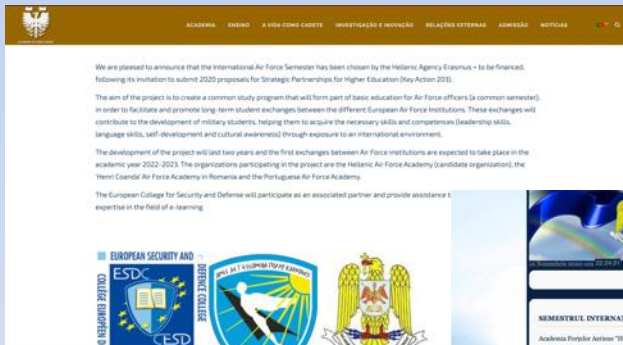 ACADEMIA ENSINO A VIDA COMO CADETE INVESTIGAÇÃO E INOVAÇÃO RELAÇÕES EXTERNAS ADMISSÃO NOTÍCIAS
We are pleased to announce that the International Air Force Semester has been chosen by the Hellenic Agency Erasmus + to be financed,
following its invitation to submit 2020 proposals for Strategic Partnerships for Higher Education (Key Action 203).
The aim of the project is to create a common study program that will form part of basic education for Air Force officers (a common semester),
in order to facilitate and promote long-term student exchanges between the different European Air Force Institutions. These exchanges will
contribute to the development of military students, helping them to acquire the necessary skills and competences (leadership skills,
language skills, self-development and cultural awareness) through exposure to an international environment.
The development of the project will last two years and the first exchanges between Air Force institutions are expected to take place in the
academic year 2022-2023. The organizations participating in the project are the Hellenic Air Force Academy (candidate organization), the
'Henri Coanda' Air Force Academy in Romania and the Portuguese Air Force Academy.
The European College for Security and Defense will participate as an associated partner and provide assistance
expertise in the field of e-learning.
EUROPEAN SECURITY AND
DEFENCE COLLEGE
COLLÈGE EUROPÉEN
ESDC
CESD
22:24:21
SEMESTRUL
Academia Forțelor Aeriene